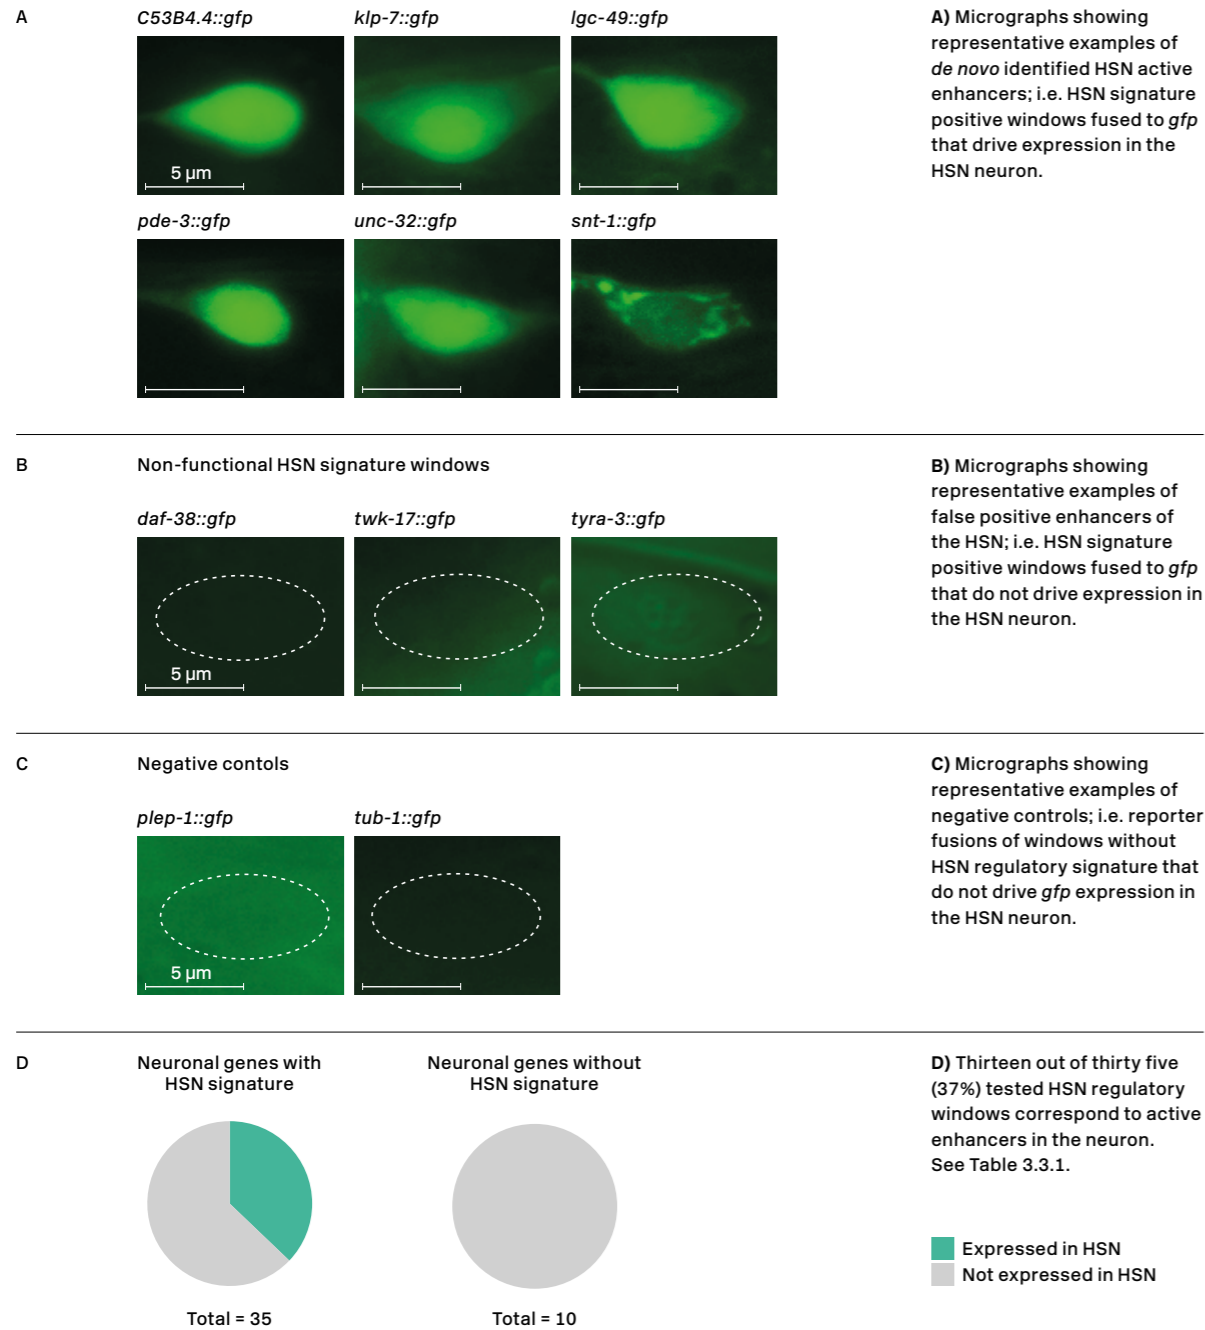 A
C53B4.4::gfp
klp-7::gfp
lgc-49::gfp
5 µm
pde-3::gfp
unc-32::gfp
snt-1::gfp
A) Micrographs showing
representative examples of
de novo identified HSN active
enhancers; i.e. HSN signature
positive windows fused to gfp
that drive expression in the
HSN neuron.
B
Non-functional HSN signature windows
daf-38::gfp
twk-17::gfp
tyra-3::gfp
5 µm
B) Micrographs showing
representative examples of
false positive enhancers of
the HSN; i.e. HSN signature
positive windows fused to gfp
that do not drive expression in
the HSN neuron.
C
Negative contols
plep-1::gfp
tub-1::gfp
5 µm
C) Micrographs showing
representative examples of
negative controls; i.e. reporter
fusions of windows without
HSN regulatory signature that
do not drive gfp expression in
the HSN neuron.
D
Neuronal genes with
HSN signature
Total = 35
Neuronal genes without
HSN signature
Total = 10
D) Thirteen out of thirty five
(37%) tested HSN regulatory
windows correspond to active
enhancers in the neuron.
See Table 3.3.1.
Expressed in HSN
Not expressed in HSN